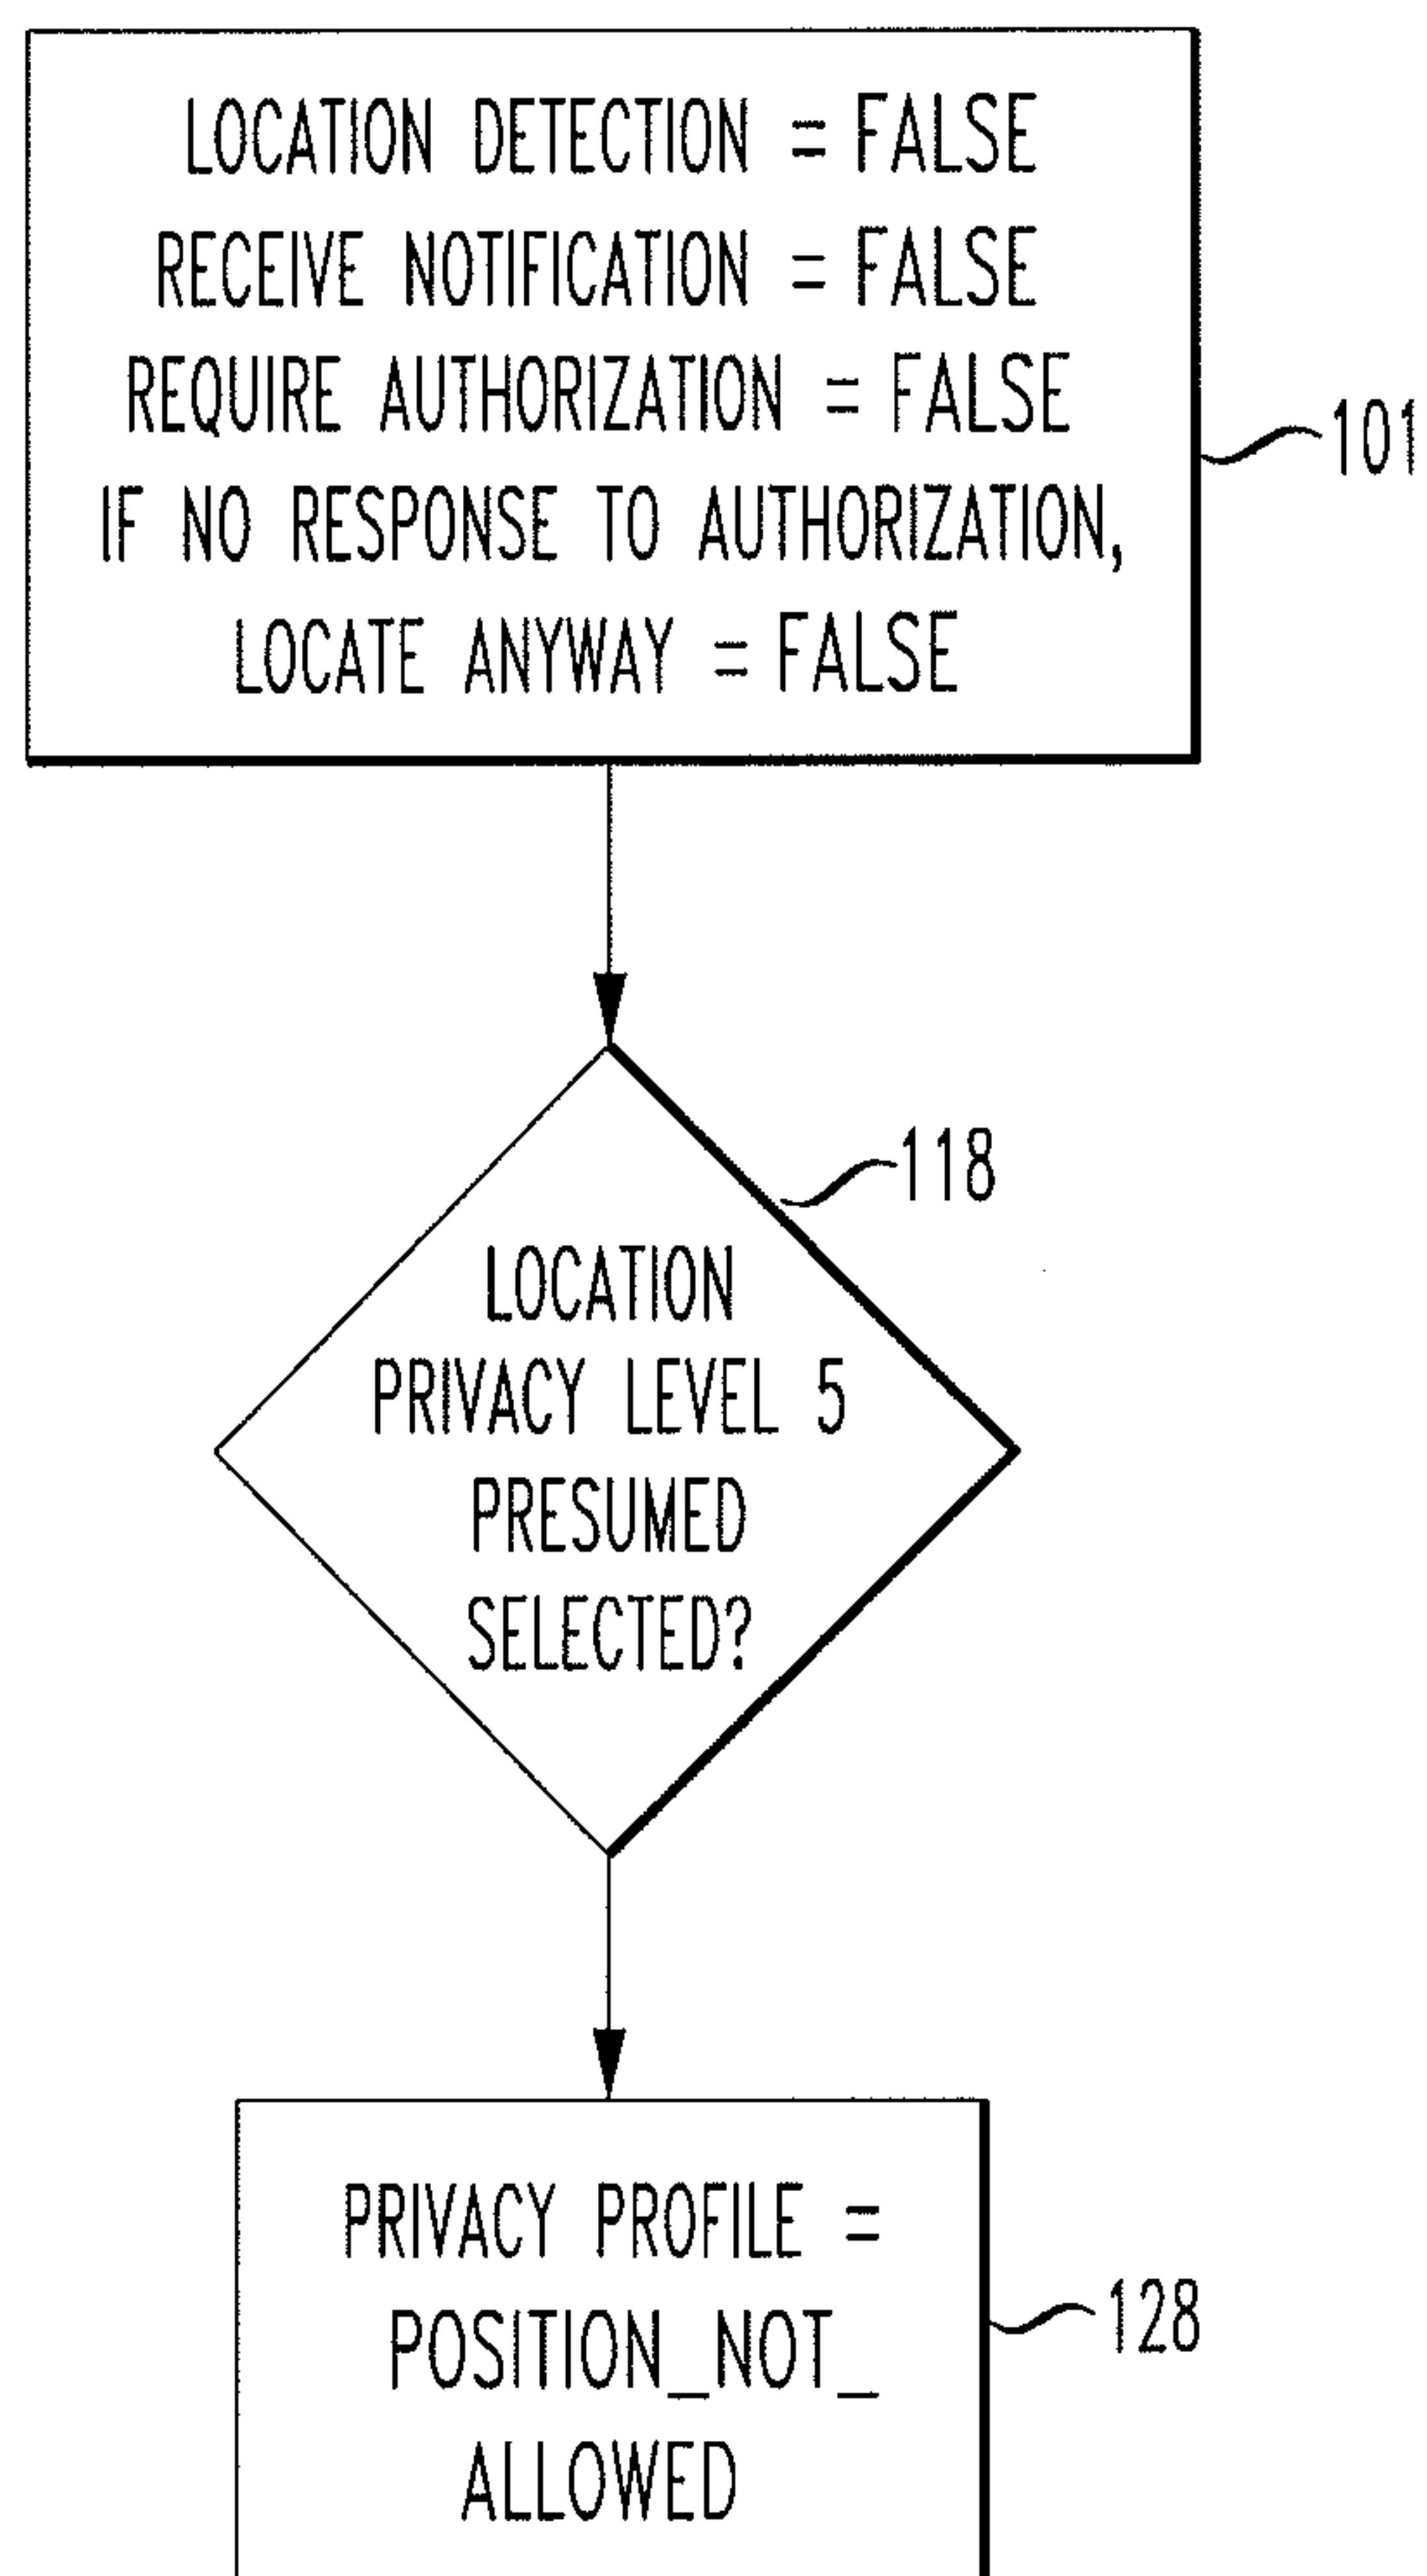 LOCATION DETECTION = FALSE
RECEIVE NOTIFICATION = FALSE
REQUIRE AUTHORIZATION = FALSE
IF NO RESPONSE TO AUTHORIZATION,
LOCATE ANYWAY = FALSE
101
118
LOCATION
PRIVACY LEVEL 5
PRESUMED
SELECTED?
PRIVACY PROFILE =
POSITION_NOT_
ALLOWED
128